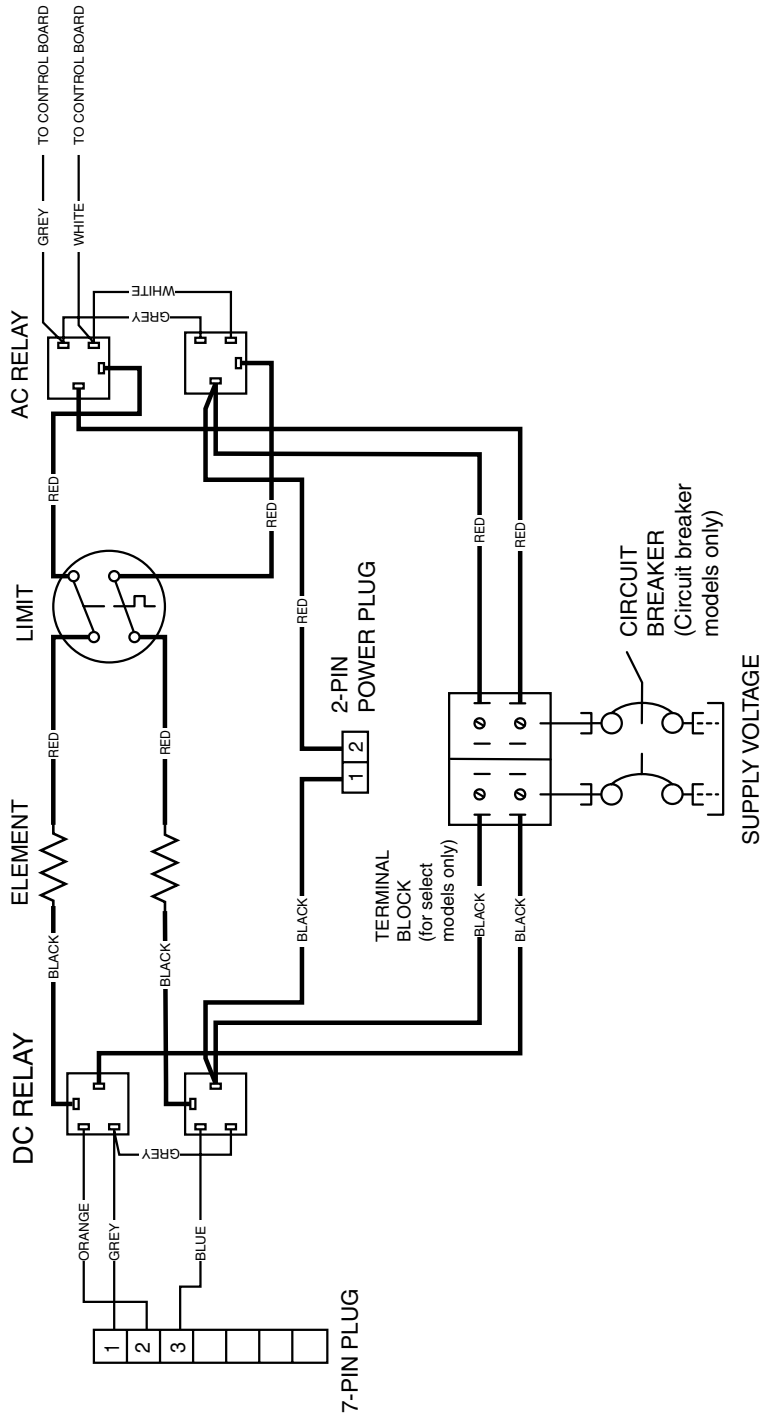 DC RELAY
ELEMENT
LIMIT
AC RELAY
GREY
TO CONTROL BOARD
WHITE
TO CONTROL BOARD
BLACK
RED
RED
ORANGE
GREY
GREY
BLUE
BLACK
RED
RED
GREY
WHITE
1
2
3
7-PIN PLUG
BLACK
RED
1
2
2-PIN
POWER PLUG
TERMINAL
BLOCK
(for select
models only)
BLACK
RED
BLACK
RED
CIRCUIT
BREAKER
(Circuit breaker
models only)
SUPPLY VOLTAGE